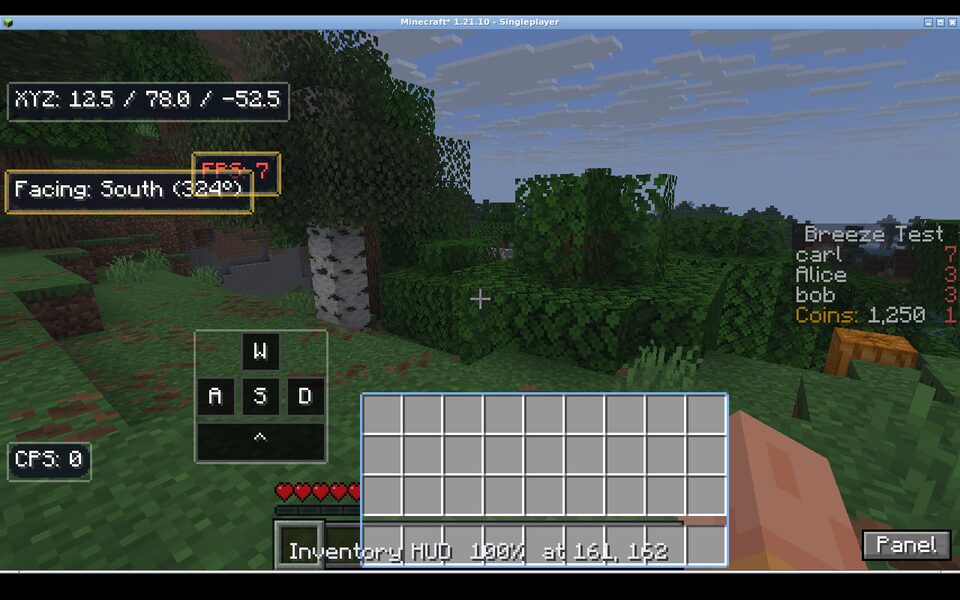 Minecraft* 1.21.10 - Singleplayer
XYZ: 12.5 / 78.0 / -52.5
FPS: 7
Facing: South (324°)
Breeze Test
carl 7
Alice 3
bob 3
Coins: 1,250 1
W
A S D
^
CPS: 0
Inventory HUD 100% at 161, 162
Panel